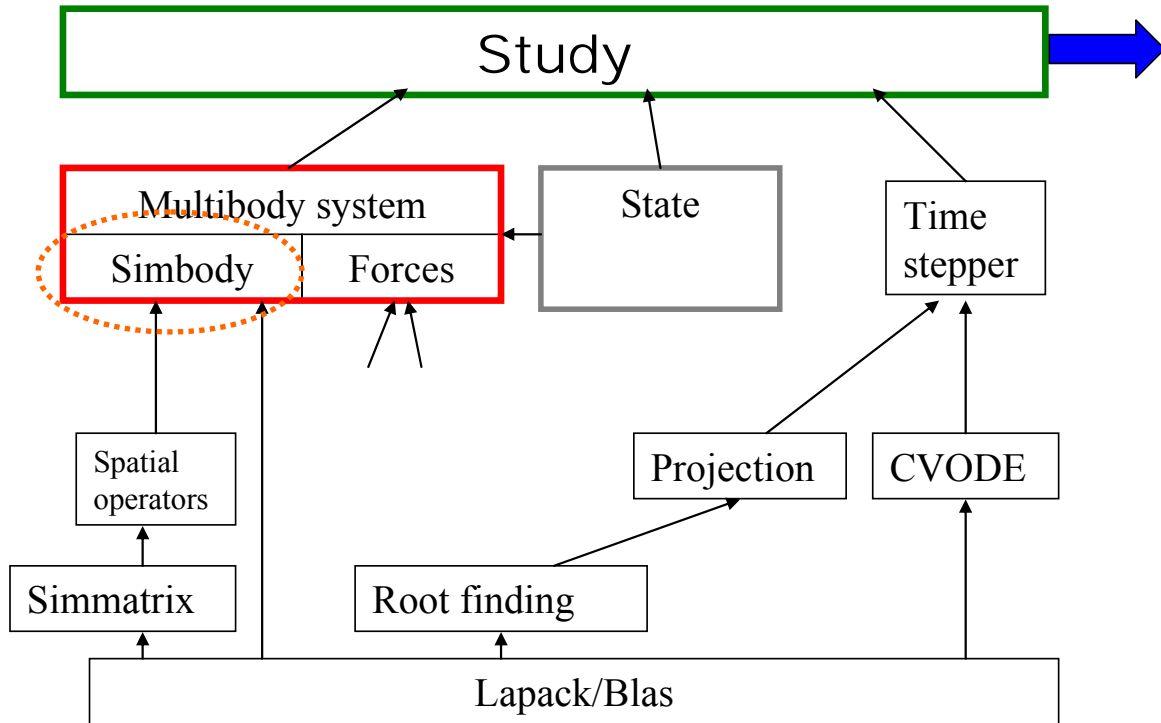 Study
Multibody system
Simbody
Forces
State
Time
stepper
Spatial
operators
Projection
CVODE
Simmatrix
Root finding
Lapack/Blas